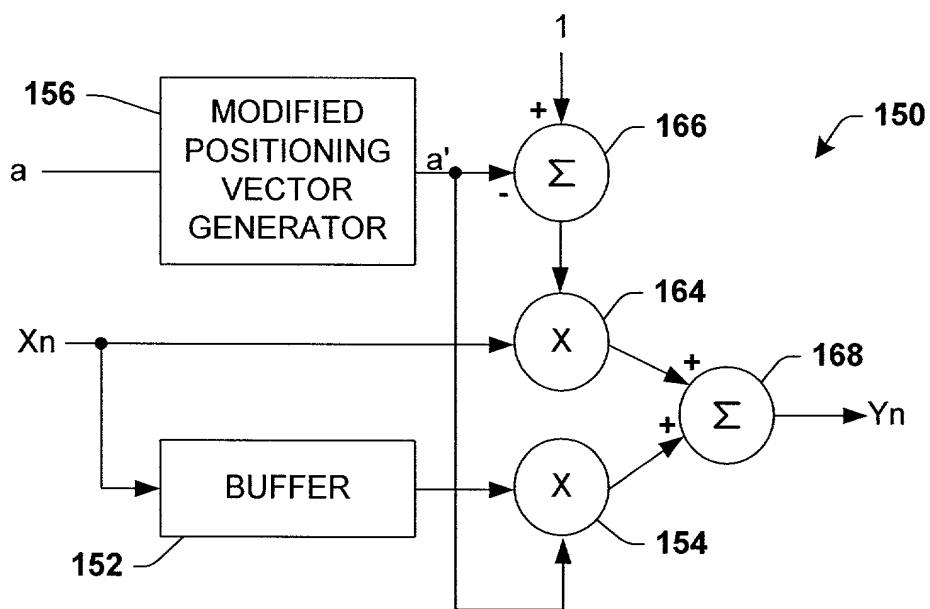 1
156
MODIFIED
POSITIONING
VECTOR
GENERATOR
a
a'
+
-
Σ
166
150
Xn
X
164
+
+
Σ
168
Yn
BUFFER
152
X
154